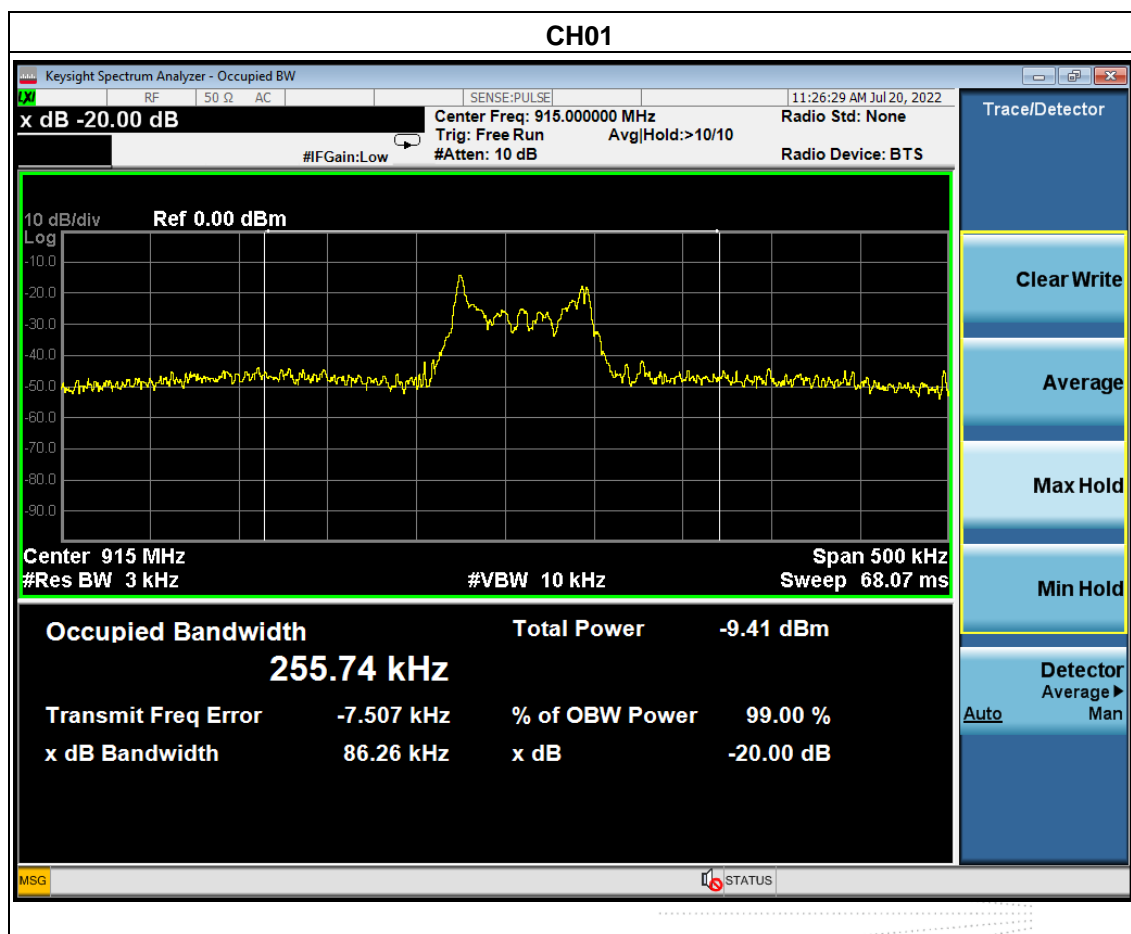 CH01
Keysight Spectrum Analyzer - Occupied BW
LXI RF 50 Ω AC SENSE:PULSE 11:26:29 AM Jul 20, 2022
x dB -20.00 dB Center Freq: 915.000000 MHz Radio Std: None
Trig: Free Run Avg|Hold:>10/10
#IFGain:Low #Atten: 10 dB Radio Device: BTS
Trace/Detector
10 dB/div Ref 0.00 dBm
Log
-10.0
-20.0
-30.0
-40.0
-50.0
-60.0
-70.0
-80.0
-90.0
Center 915 MHz Span 500 kHz
#Res BW 3 kHz #VBW 10 kHz Sweep 68.07 ms
Clear Write
Average
Max Hold
Min Hold
Detector
Average▶
Auto Man
Occupied Bandwidth Total Power -9.41 dBm
255.74 kHz
Transmit Freq Error -7.507 kHz % of OBW Power 99.00 %
x dB Bandwidth 86.26 kHz x dB -20.00 dB
MSG STATUS